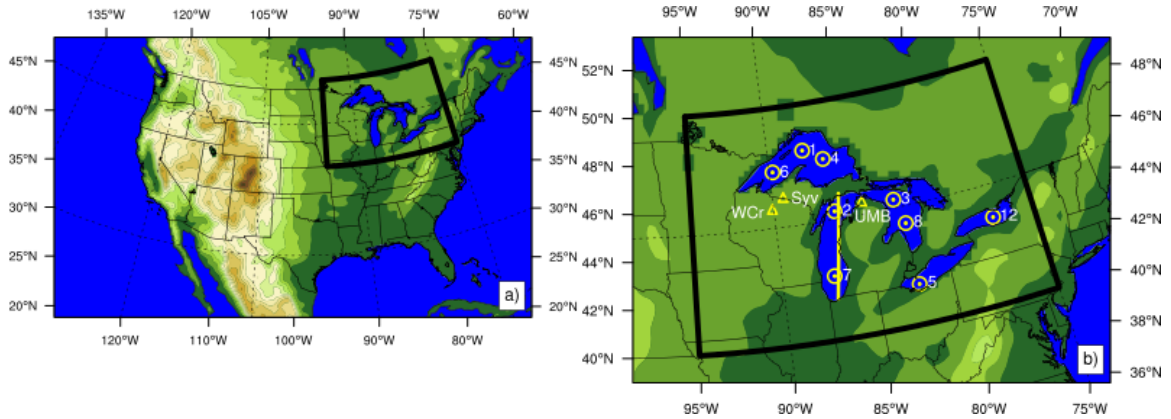 135°W 120°W 105°W 90°W 75°W 60°W
45°N
40°N
35°N
30°N
25°N
20°N
45°N
40°N
35°N
30°N
25°N
20°N
a)
120°W 110°W 100°W 90°W 80°W
95°W 90°W 85°W 80°W 75°W 70°W
52°N
50°N
48°N
46°N
44°N
42°N
40°N
48°N
46°N
44°N
42°N
40°N
38°N
36°N
1
4
6
Syv
WCr
2
UMB
3
8
12
7
5
b)
95°W 90°W 85°W 80°W 75°W